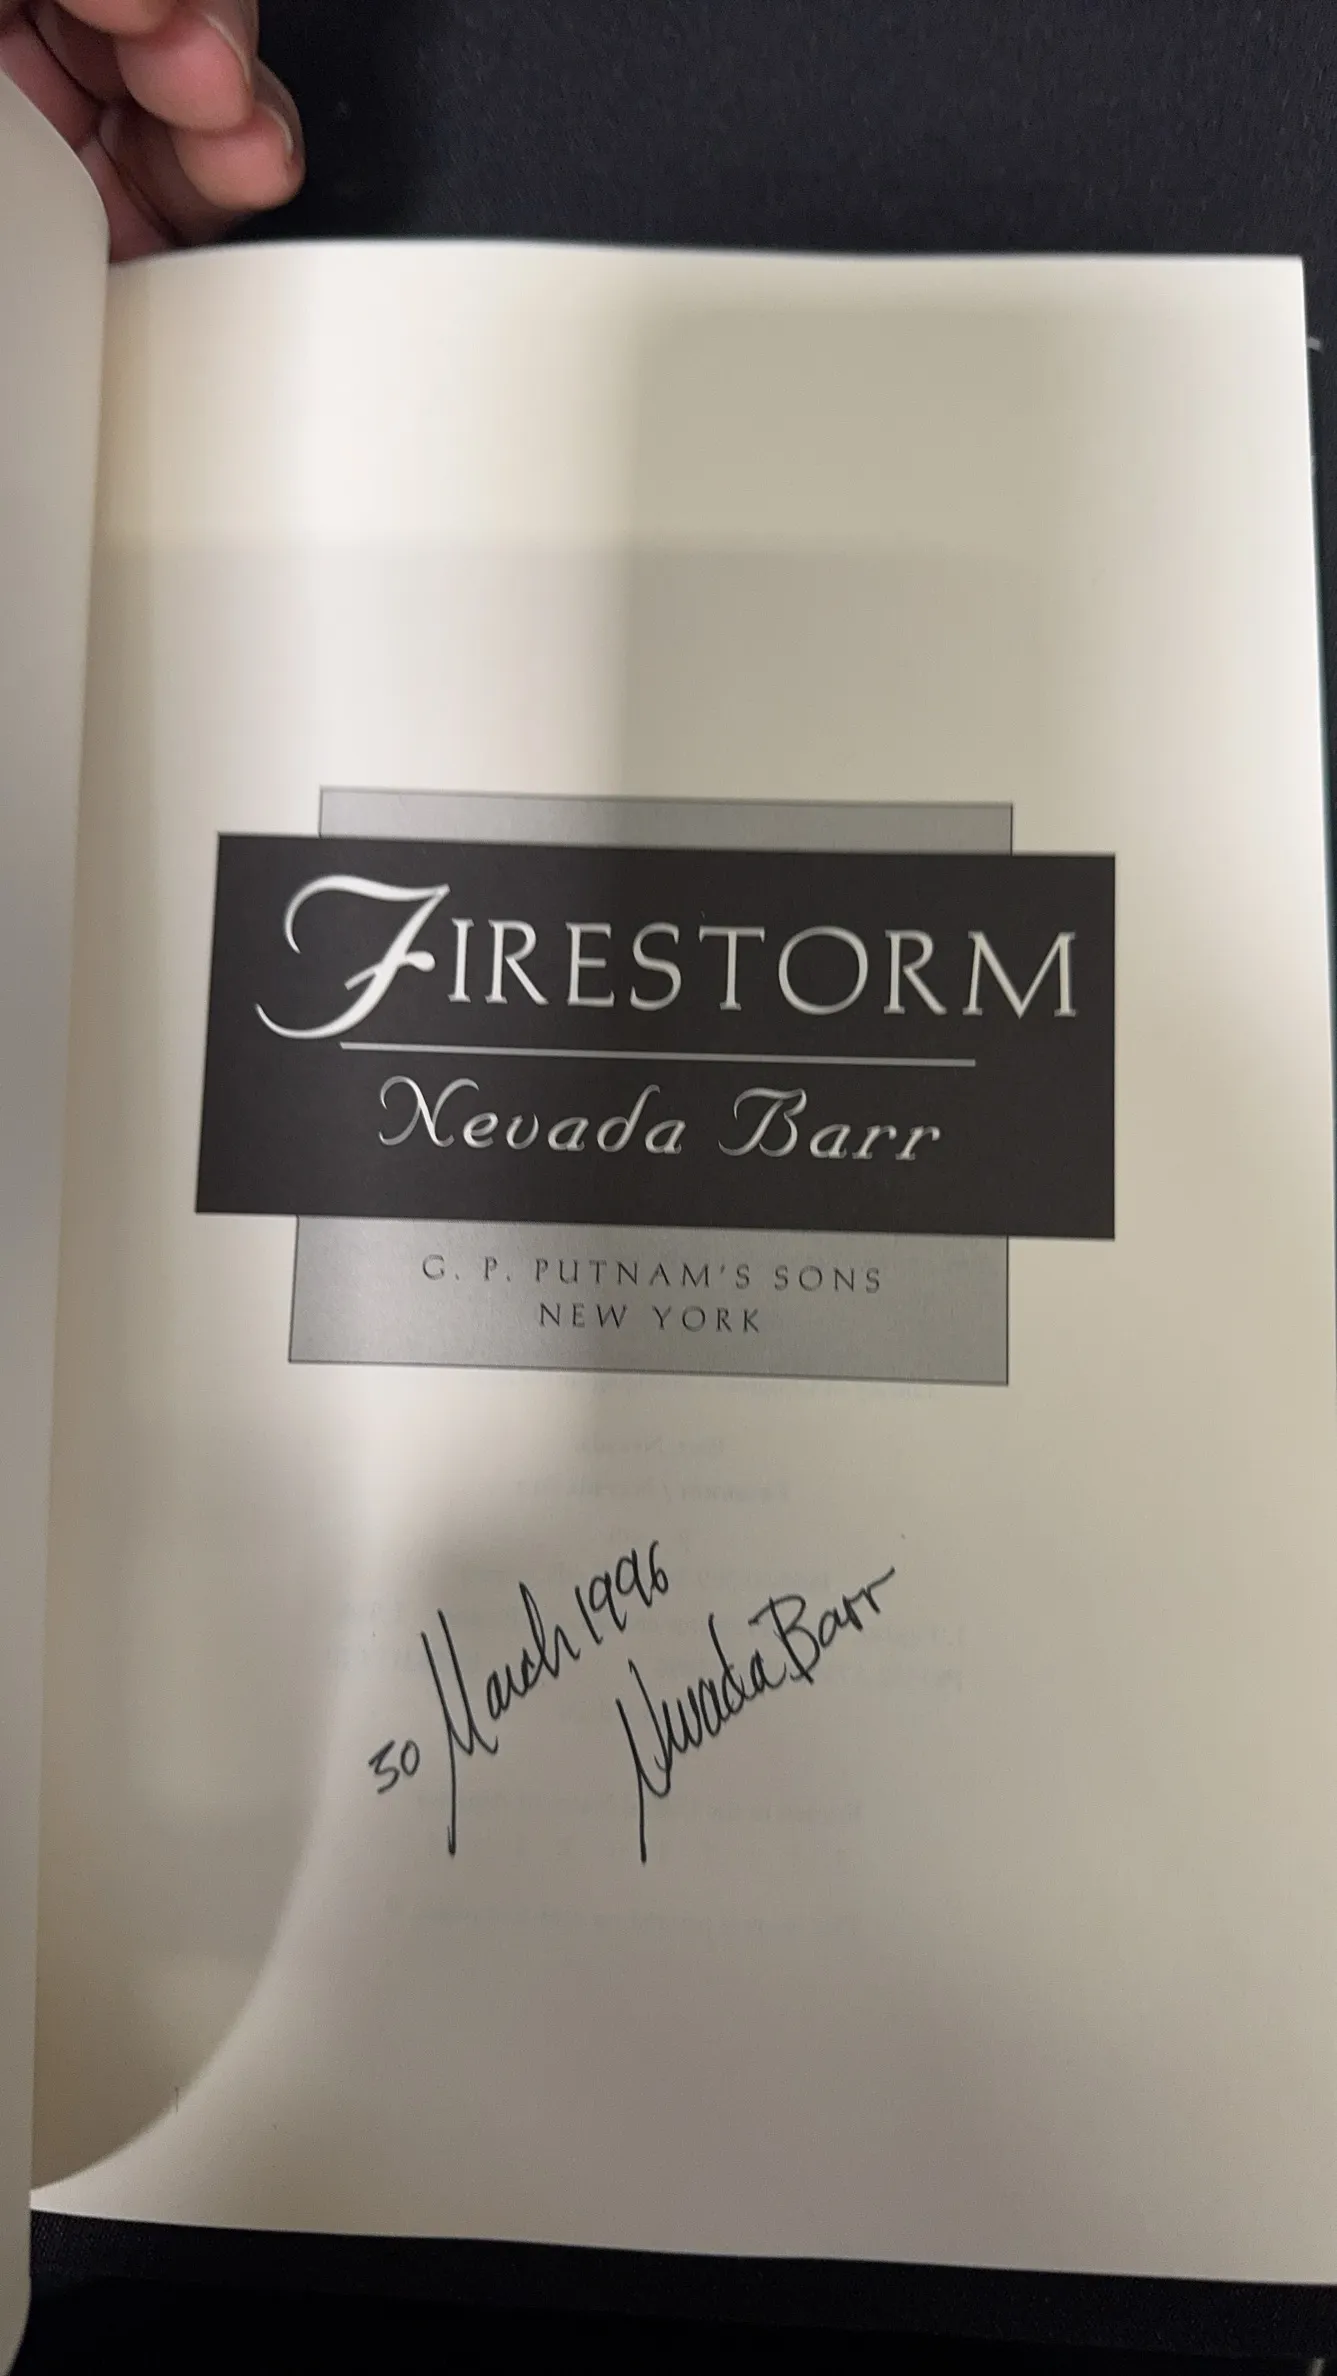 FIRESTORM
Nevada Barr
G. P. PUTNAM'S SONS
NEW YORK
30 March 1996
Nevada Barr